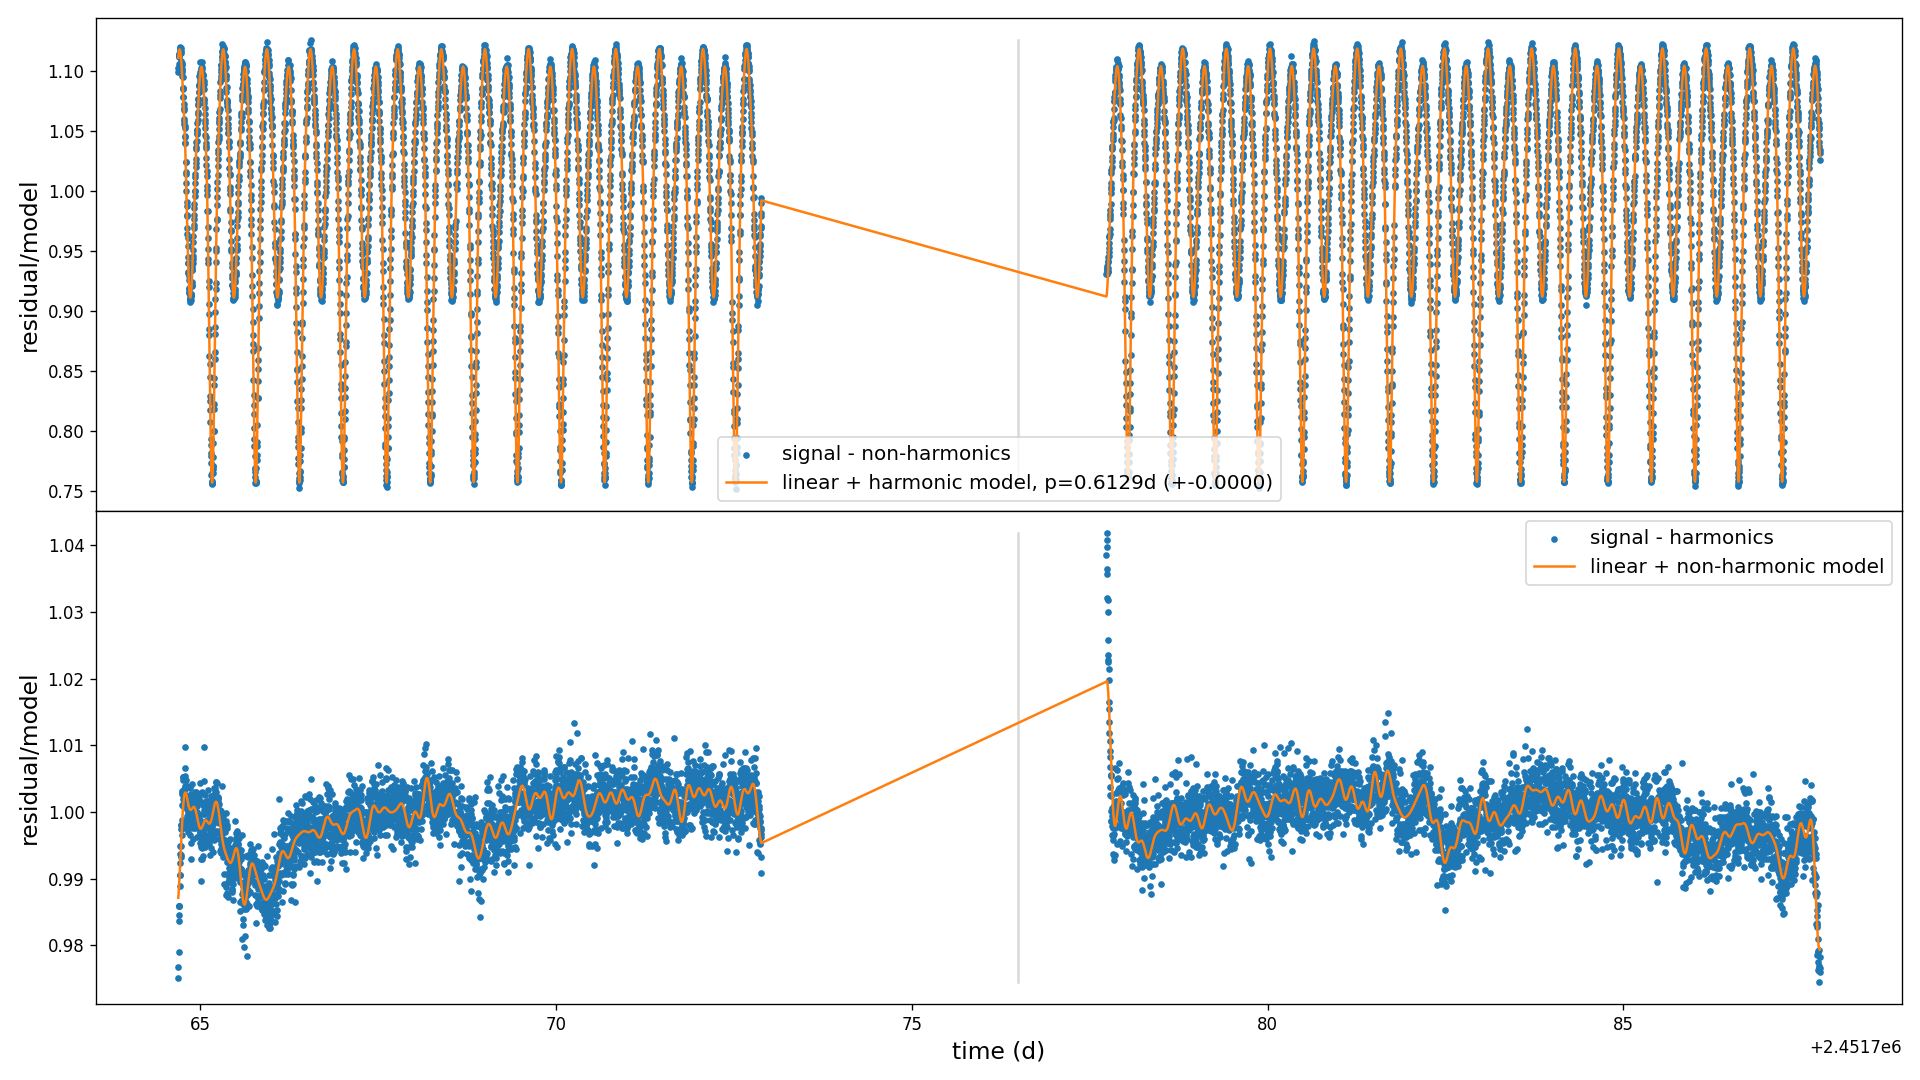 1.10
1.05
1.00
0.95
0.90
0.85
0.80
0.75
residual/model
signal - non-harmonics
linear + harmonic model, p=0.6129d (+-0.0000)
1.04
1.03
1.02
1.01
1.00
0.99
0.98
residual/model
signal - harmonics
linear + non-harmonic model
65
70
75
80
85
time (d)
+2.4517e6